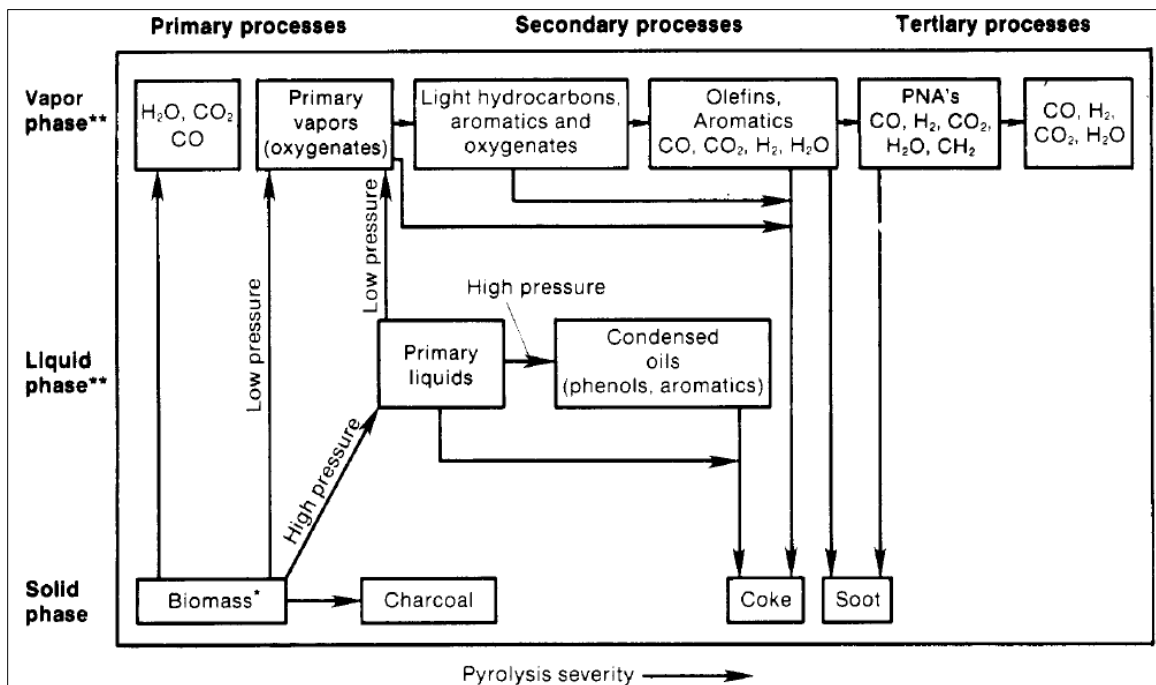 Primary processes
Secondary processes
Tertiary processes
Vapor
phase**
H₂O, CO₂
CO
Primary
vapors
(oxygenates)
Light hydrocarbons,
aromatics and
oxygenates
Olefins,
Aromatics
CO, CO₂, H₂, H₂O
PNA's
CO, H₂, CO₂,
H₂O, CH₂
CO, H₂,
CO₂, H₂O
Low pressure
Low pressure
High pressure
Liquid
phase**
Primary
liquids
Condensed
oils
(phenols, aromatics)
High pressure
Solid
phase
Biomass*
Charcoal
Coke
Soot
Pyrolysis severity